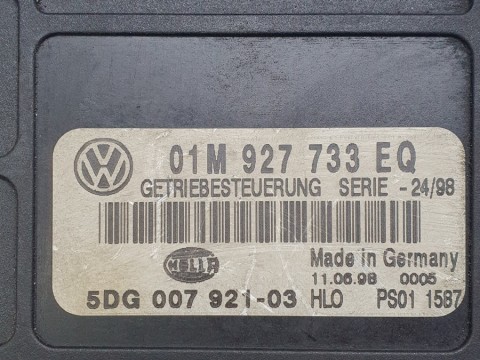 01M 927 733 EQ
GETRIEBESTEUERUNG SERIE - 24/98
HELLA
Made in Germany
11.06.98 0005
5DG 007 921-03 HLO PS01 1587